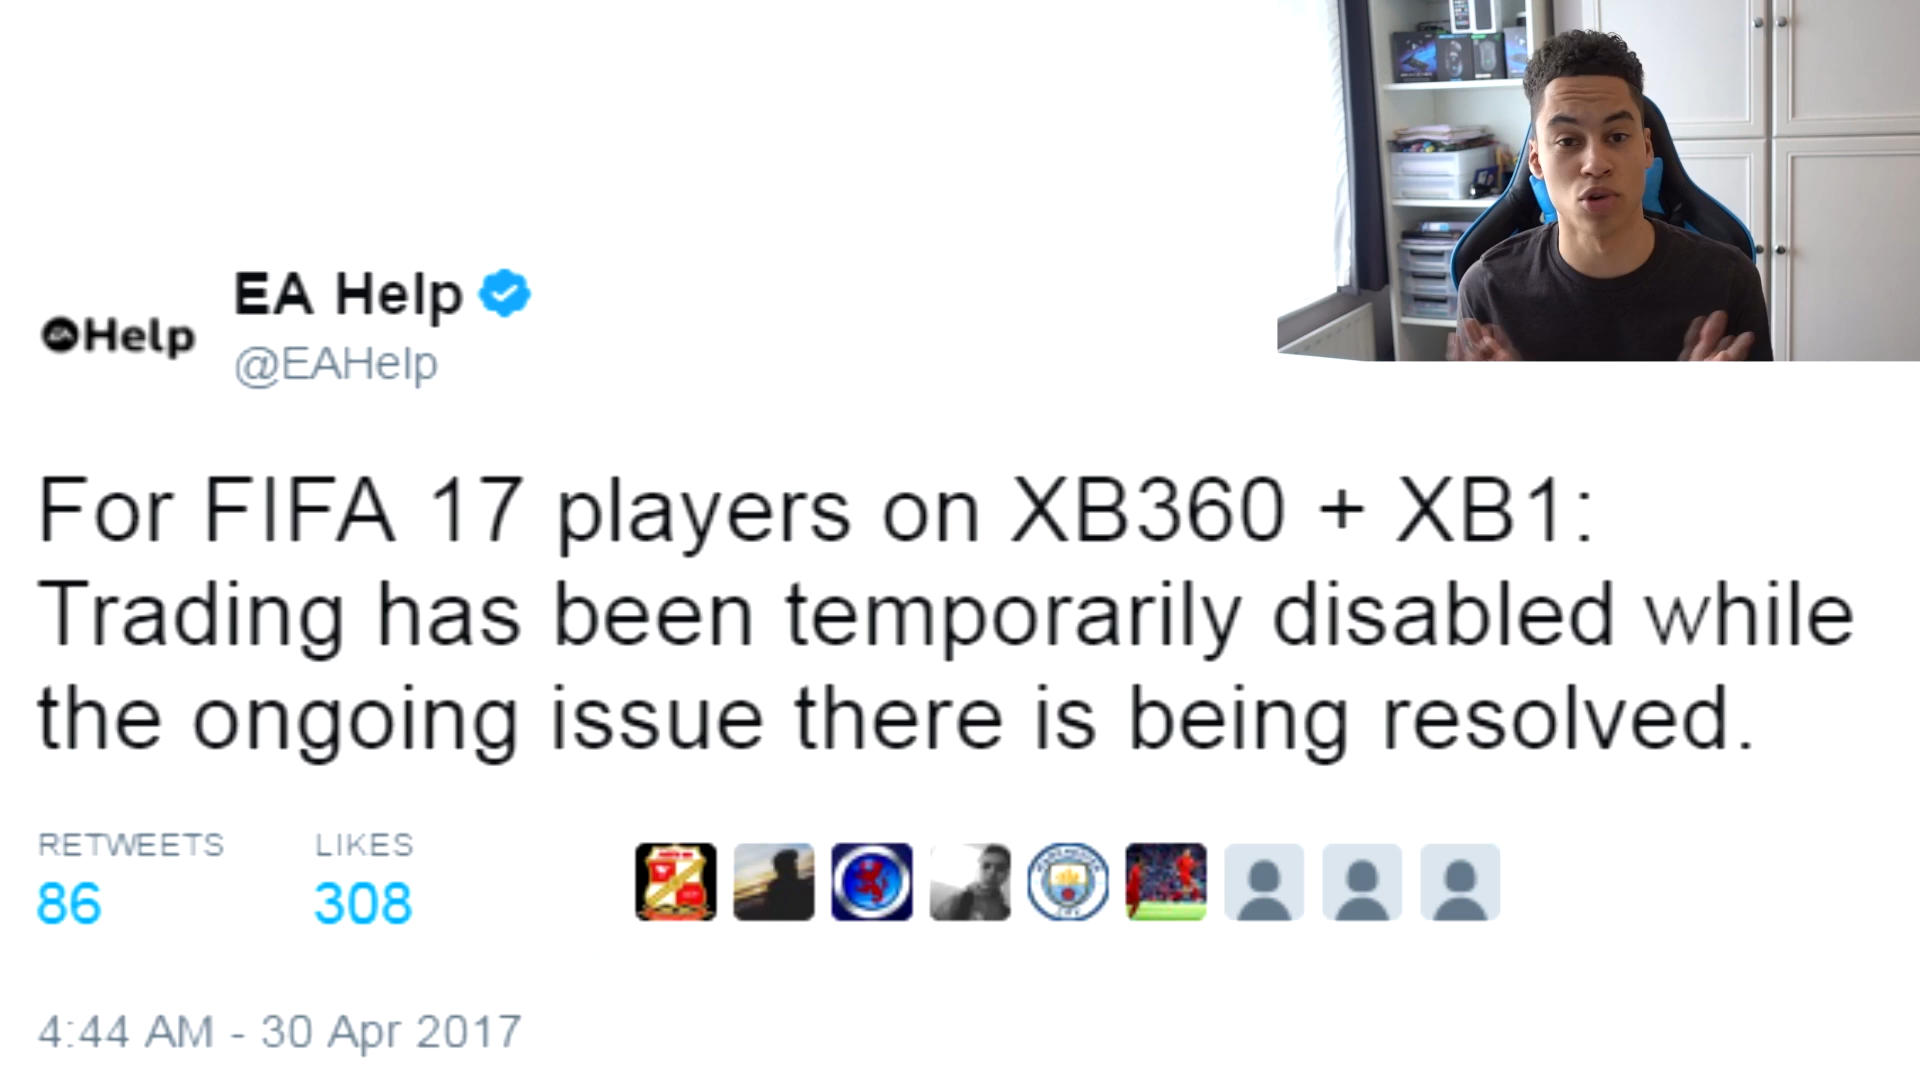 EA Help
Help
@EAHelp
For FIFA 17 players on XB360 + XB1:
Trading has been temporarily disabled while
the ongoing issue there is being resolved.
RETWEETS LIKES
86 308
4:44 AM - 30 Apr 2017